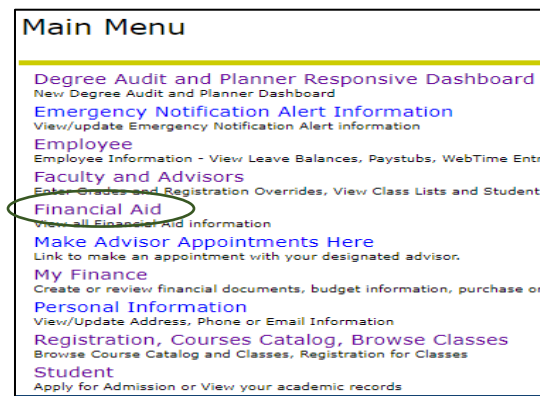 Main Menu
Degree Audit and Planner Responsive Dashboard
New Degree Audit and Planner Dashboard
Emergency Notification Alert Information
View/update Emergency Notification Alert information
Employee
Employee Information - View Leave Balances, Paystubs, WebTime Entr
Faculty and Advisors
Enter Grades and Registration Overrides, View Class Lists and Student
Financial Aid
View all Financial Aid information
Make Advisor Appointments Here
Link to make an appointment with your designated advisor.
My Finance
Create or review financial documents, budget information, purchase or
Personal Information
View/Update Address, Phone or Email Information
Registration, Courses Catalog, Browse Classes
Browse Course Catalog and Classes, Registration for Classes
Student
Apply for Admission or View your academic records